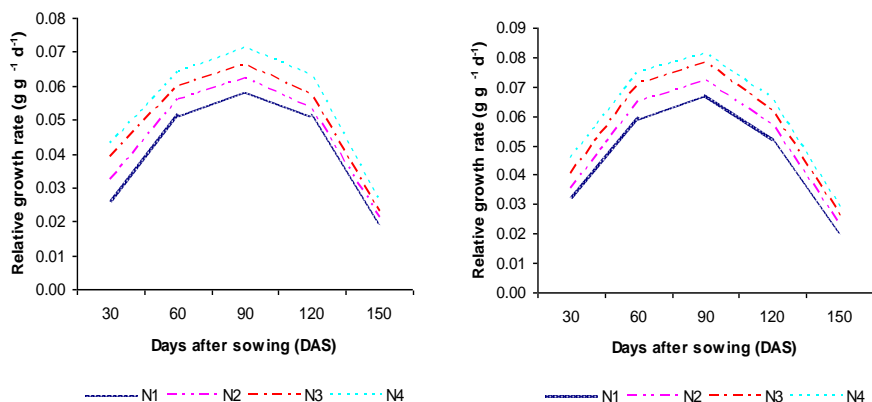 Relative growth rate (g g ⁻¹ d⁻¹)
0.08
0.07
0.06
0.05
0.04
0.03
0.02
0.01
0.00
30 60 90 120 150
Days after sowing (DAS)
N1 N2 N3 N4
Relative growth rate (g g ⁻¹ d⁻¹)
0.09
0.08
0.07
0.06
0.05
0.04
0.03
0.02
0.01
0.00
30 60 90 120 150
Days after sowing (DAS)
N1 N2 N3 N4